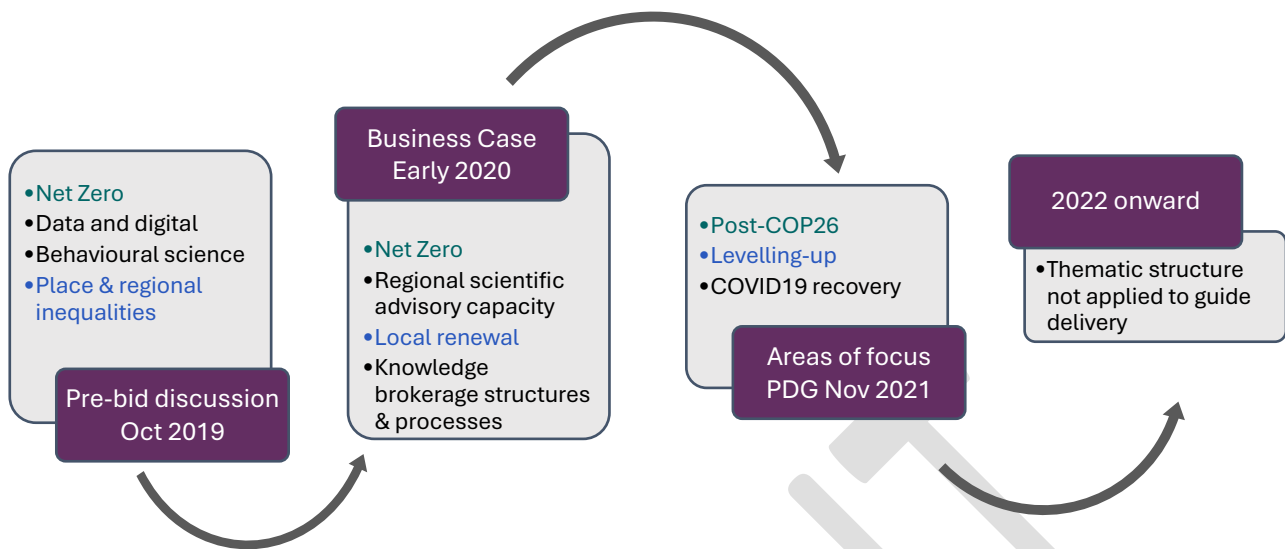 •Net Zero
•Data and digital
•Behavioural science
•Place & regional
inequalities
Pre-bid discussion
Oct 2019
Business Case
Early 2020
•Net Zero
•Regional scientific
advisory capacity
•Local renewal
•Knowledge
brokerage structures
& processes
•Post-COP26
•Levelling-up
•COVID19 recovery
Areas of focus
PDG Nov 2021
2022 onward
•Thematic structure
not applied to guide
delivery